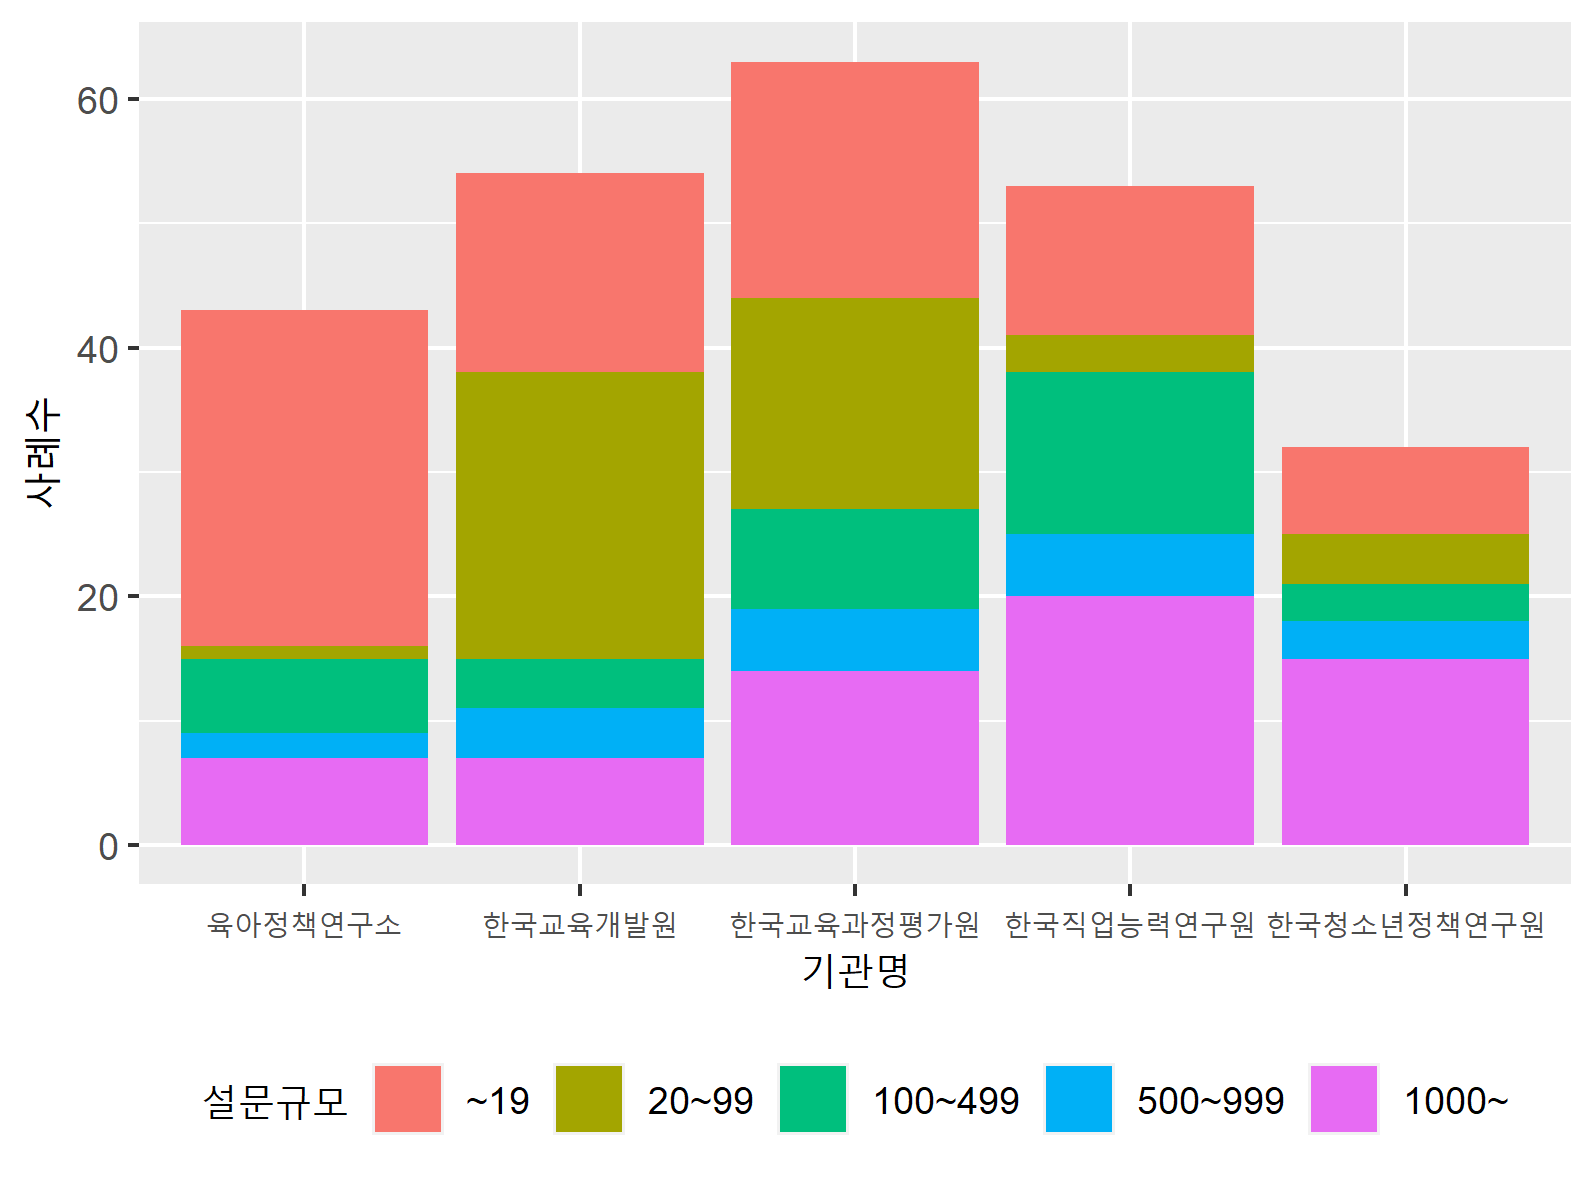 60
40
20
0
사례수
육아정책연구소 한국교육개발원 한국교육과정평가원 한국직업능력연구원 한국청소년정책연구원
기관명
설문규모 ~19 20~99 100~499 500~999 1000~